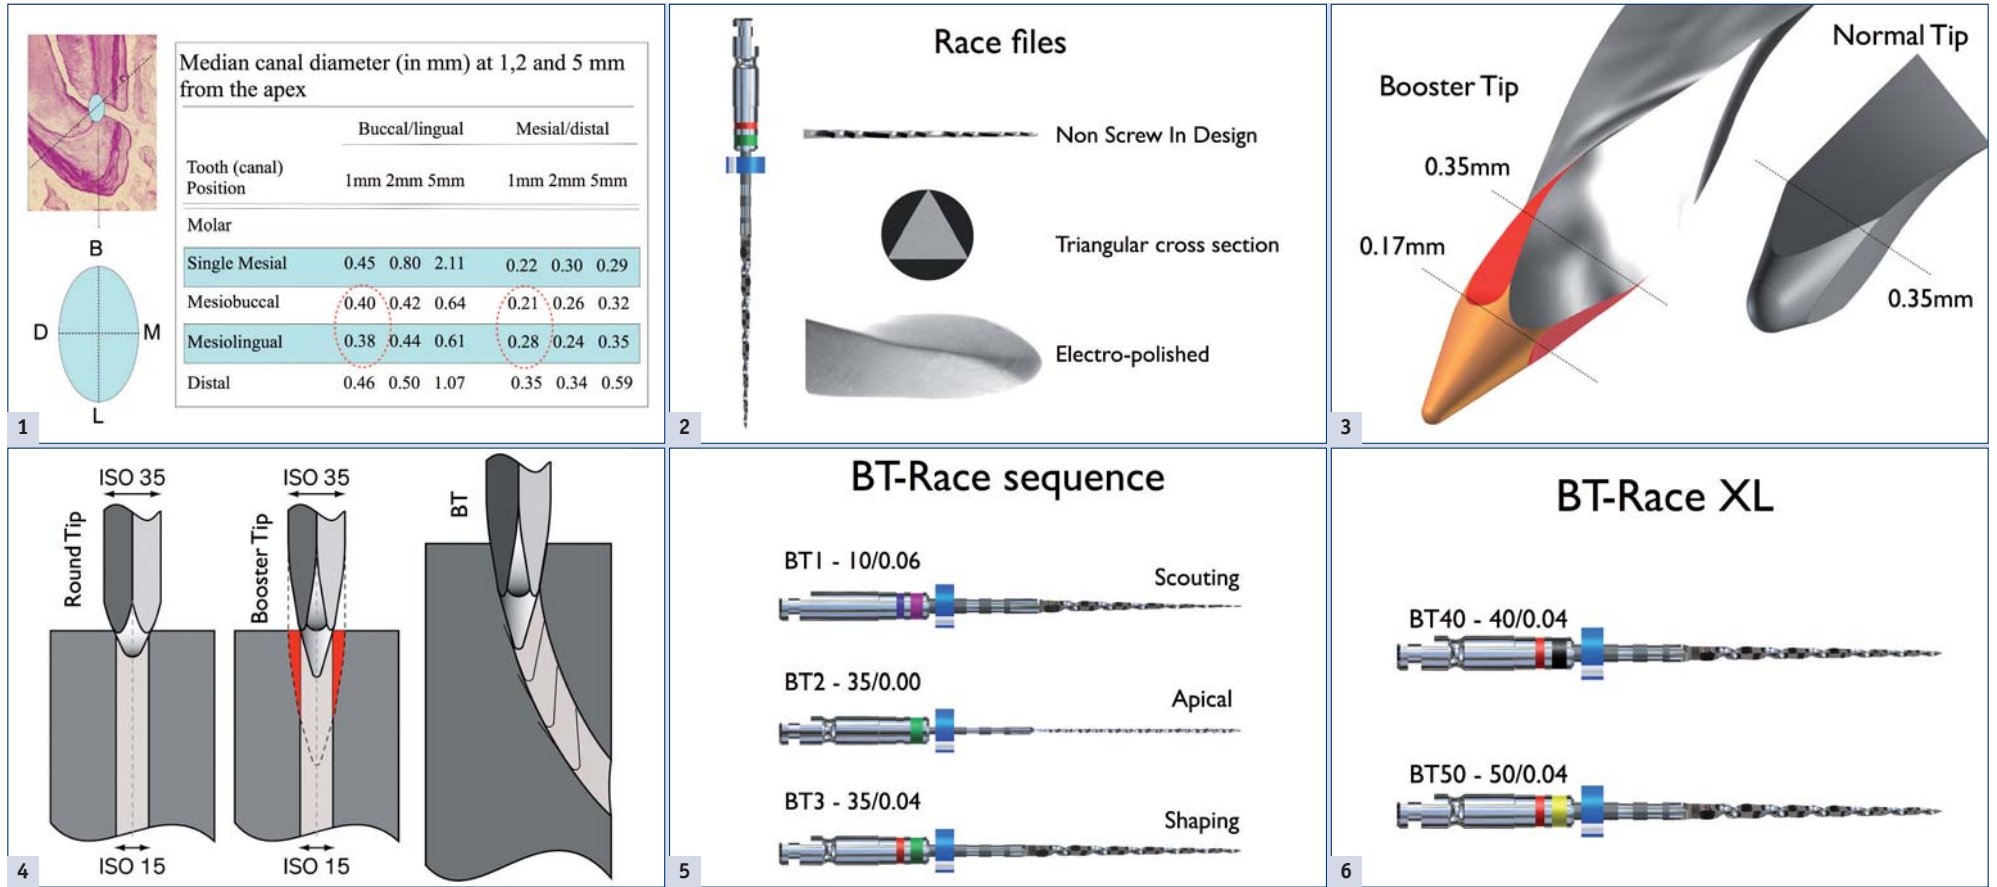 Median canal diameter (in mm) at 1,2 and 5 mm
from the apex
Buccal/lingual Mesial/distal
Tooth (canal)
Position
1mm 2mm 5mm 1mm 2mm 5mm
Molar
Single Mesial 0.45 0.80 2.11 0.22 0.30 0.29
Mesiobuccal 0.40 0.42 0.64 0.21 0.26 0.32
Mesiolingual 0.38 0.44 0.61 0.28 0.24 0.35
Distal 0.46 0.50 1.07 0.35 0.34 0.59
B
D M
L
1
Race files
Non Screw In Design
Triangular cross section
Electro-polished
2
Normal Tip
Booster Tip
0.35mm
0.17mm
0.35mm
3
ISO 35 ISO 35
Round Tip
Booster Tip
BT
ISO 15 ISO 15
4
BT-Race sequence
BT1 - 10/0.06
Scouting
BT2 - 35/0.00
Apical
BT3 - 35/0.04
Shaping
5
BT-Race XL
BT40 - 40/0.04
BT50 - 50/0.04
6